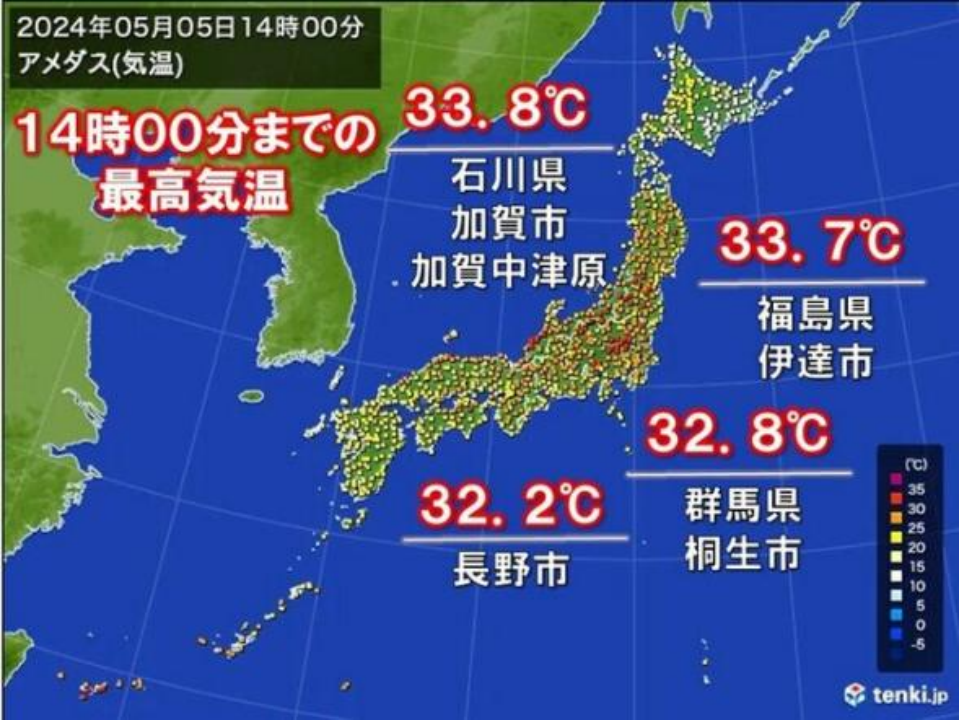 2024年05月05日14時00分
アメダス(気温)
14時00分までの
最高気温
33.8℃
石川県
加賀市
加賀中津原
33.7℃
福島県
伊達市
32.8℃
群馬県
桐生市
32.2℃
長野市
(℃)
35
30
25
20
15
10
5
0
-5
tenki.jp